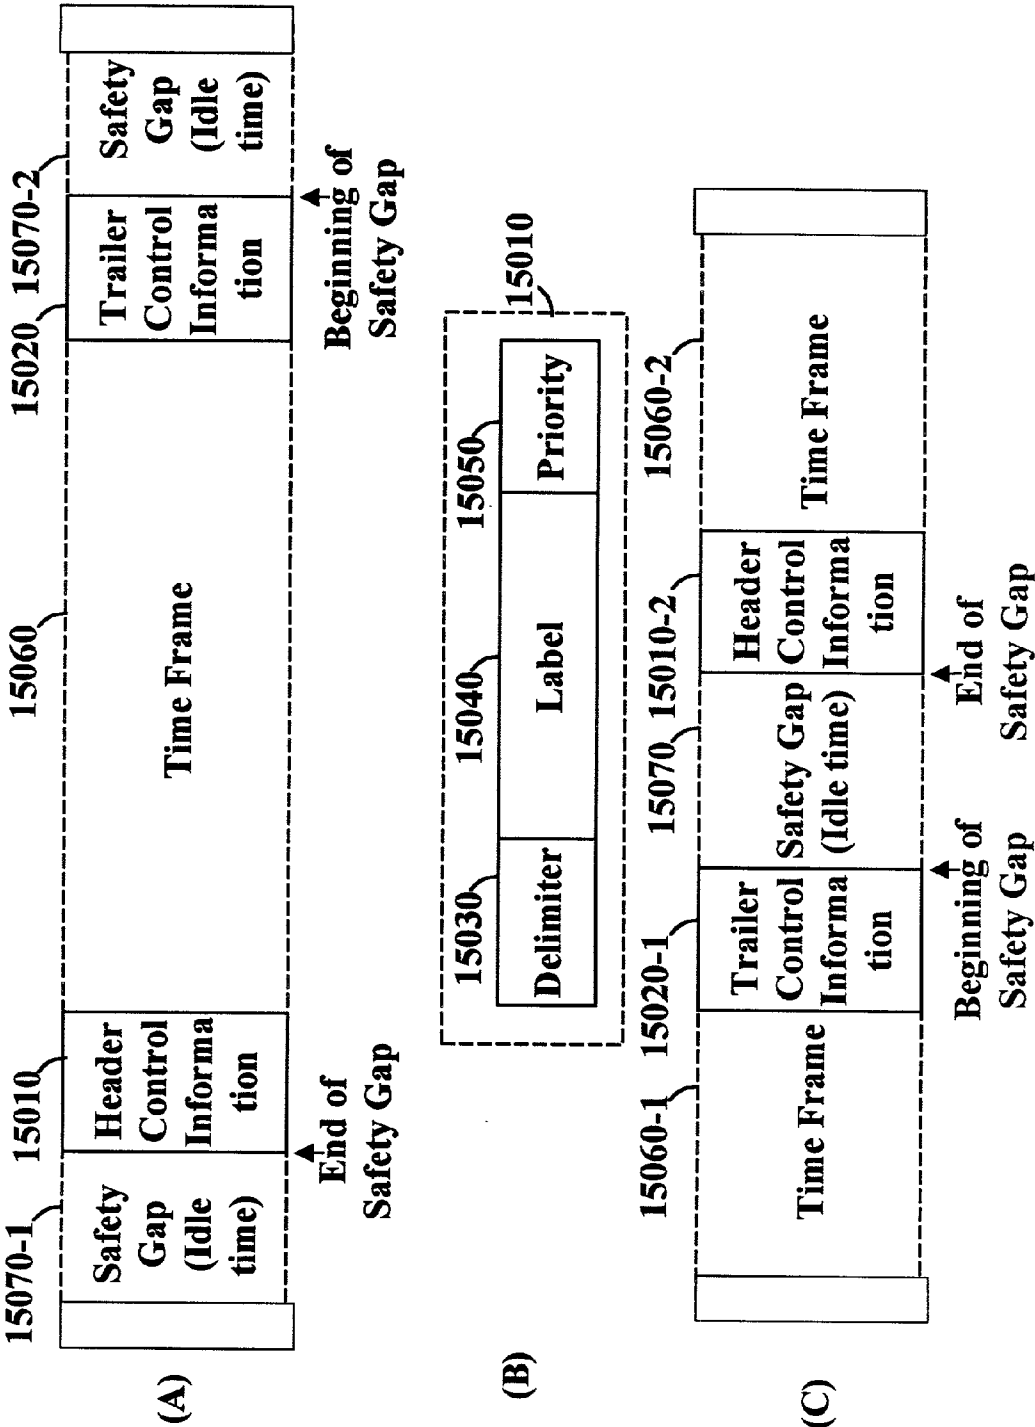 15070-1
15010
15060
15020
15070-2
Safety
Gap
(Idle
time)
Header
Control
Informa
tion
Time Frame
Trailer
Control
Informa
tion
Safety
Gap
(Idle
time)
End of
Safety Gap
Beginning of
Safety Gap
(A)
15030
15040
15050
15010
Delimiter
Label
Priority
(B)
15060-1
15020-1
15070
15010-2
15060-2
Time Frame
Trailer
Control
Informa
tion
Safety Gap
(Idle time)
Header
Control
Informa
tion
Time Frame
Beginning of
Safety Gap
End of
Safety Gap
(C)